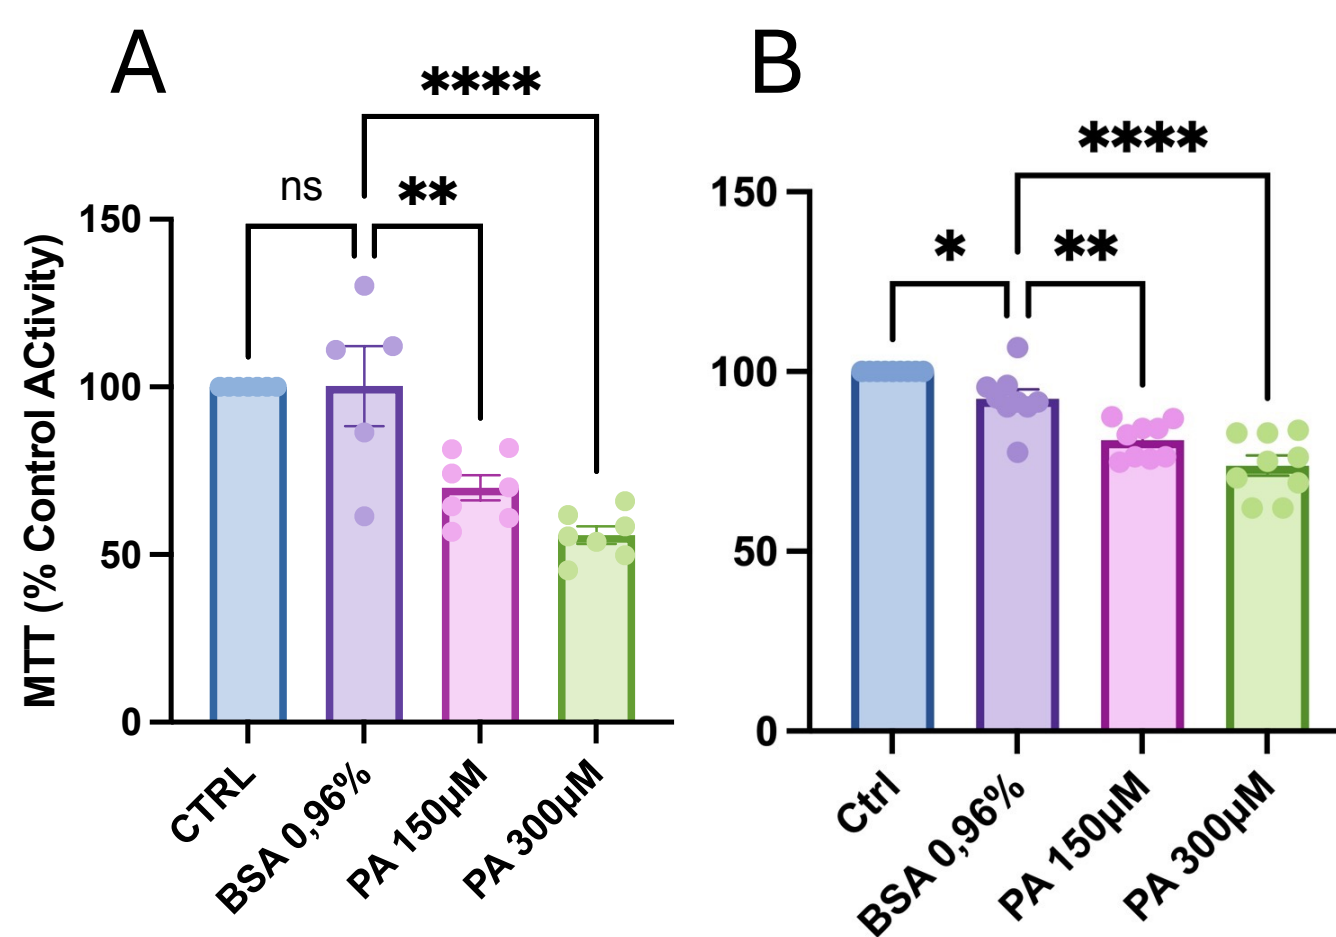 A
****
ns
**
150
100
50
0
MTT (% Control ACtivity)
CTRL
BSA 0,96%
PA 150µM
PA 300µM
B
****
*
**
150
100
50
0
Ctrl
BSA 0,96%
PA 150µM
PA 300µM